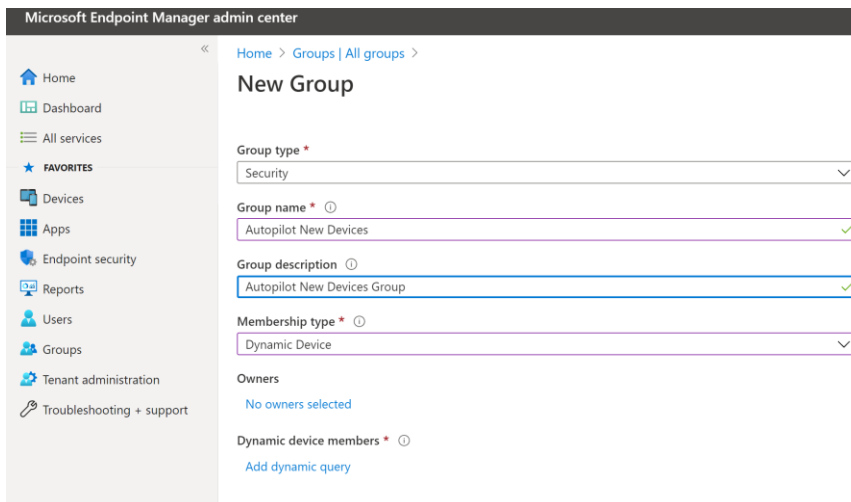 Microsoft Endpoint Manager admin center
«
Home
Dashboard
All services
FAVORITES
Devices
Apps
Endpoint security
Reports
Users
Groups
Tenant administration
Troubleshooting + support
Home > Groups | All groups >
New Group
Group type *
Security
Group name *
Autopilot New Devices
Group description
Autopilot New Devices Group
Membership type *
Dynamic Device
Owners
No owners selected
Dynamic device members *
Add dynamic query